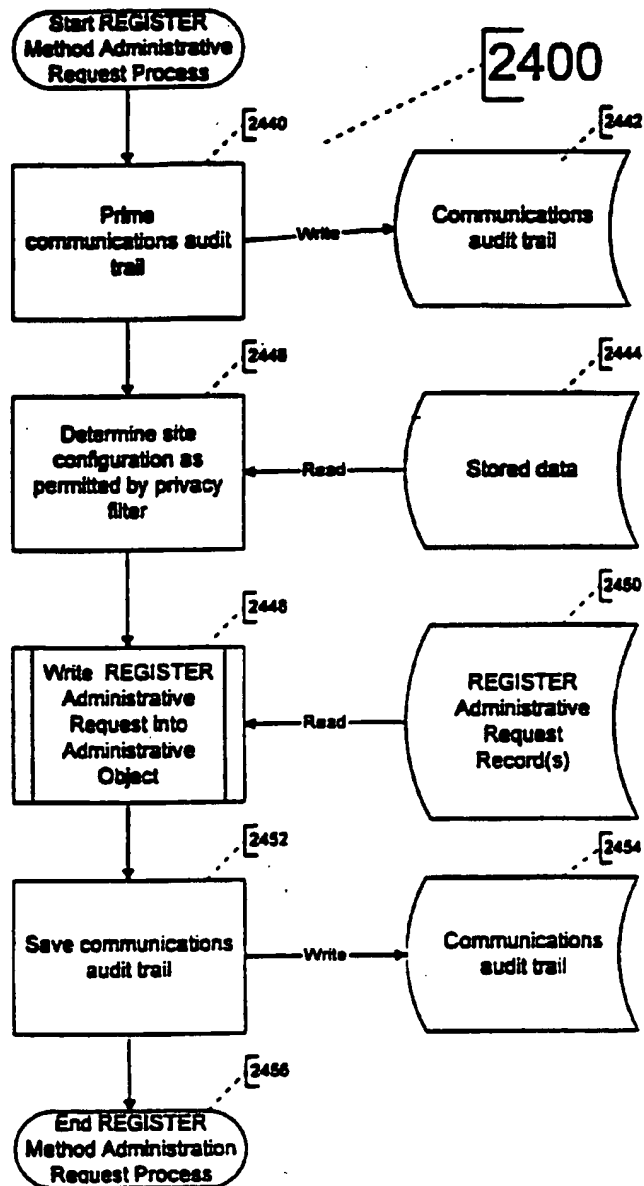 Start REGISTER
Method Administrative
Request Process
2400
2440
2442
Prime
communications audit
trail
Write
Communications
audit trail
2446
2444
Determine site
configuration as
permitted by privacy
filter
Read
Stored data
2448
2450
Write REGISTER
Administrative
Request into
Administrative
Object
Read
REGISTER
Administrative
Request
Record(s)
2452
2454
Save communications
audit trail
Write
Communications
audit trail
2456
End REGISTER
Method Administration
Request Process